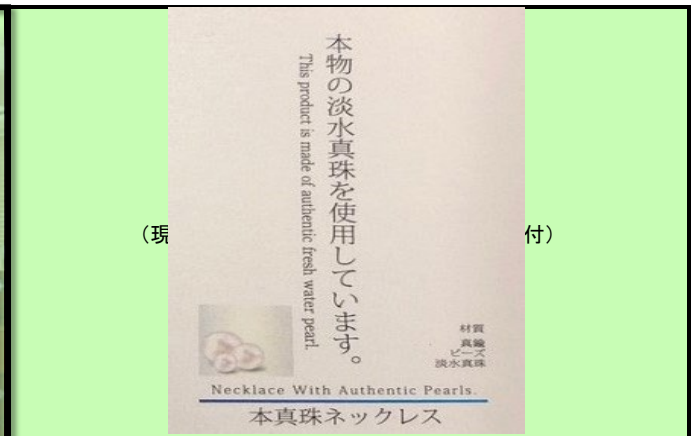 本物の淡水真珠を使用しています。
This product is made of authentic fresh water pearl.
（現
付）
材質
真鍮
ビーズ
淡水真珠
Necklace With Authentic Pearls.
本真珠ネックレス